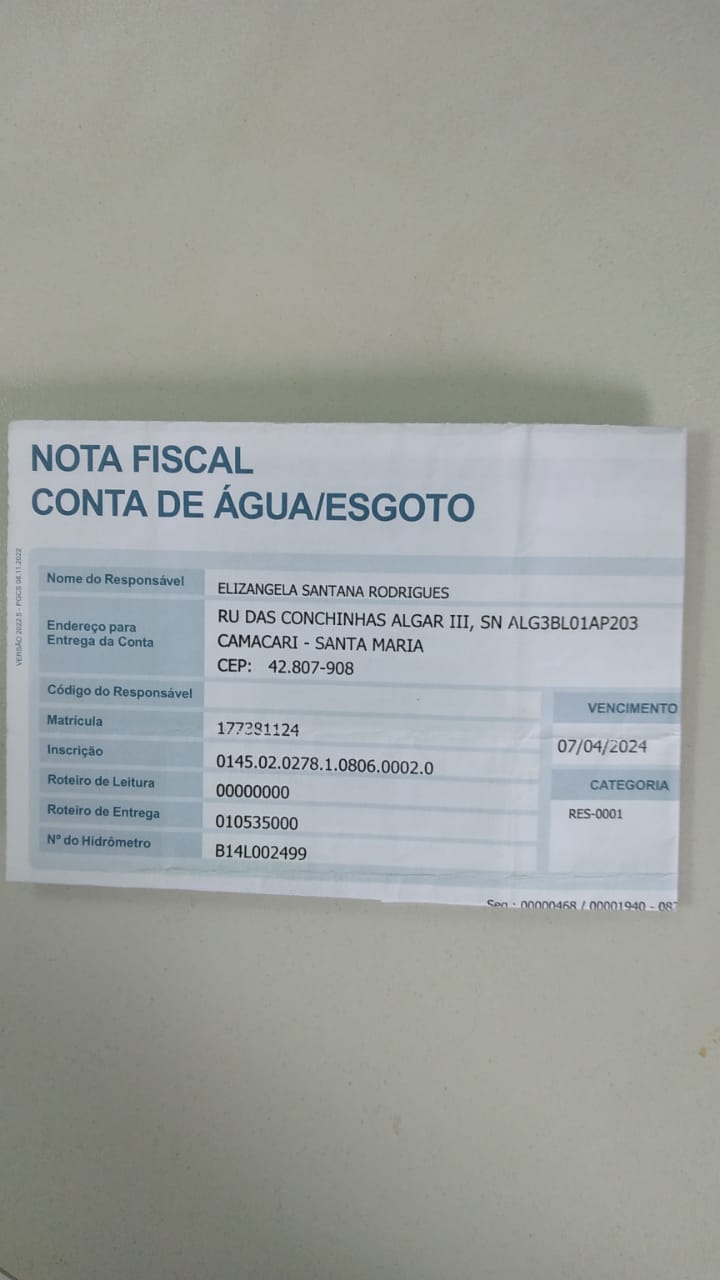 NOTA FISCAL
CONTA DE ÁGUA/ESGOTO
VERSÃO 2022.5 - PGCS 08.11.2022
Nome do Responsável ELIZANGELA SANTANA RODRIGUES
Endereço para Entrega da Conta
RU DAS CONCHINHAS ALGAR III, SN ALG3BL01AP203
CAMACARI - SANTA MARIA
CEP: 42.807-908
Código do Responsável
Matrícula 177381124
Inscrição 0145.02.0278.1.0806.0002.0
Roteiro de Leitura 00000000
Roteiro de Entrega 010535000
Nº do Hidrômetro B14L002499
VENCIMENTO
07/04/2024
CATEGORIA
RES-0001
Seq : 00000468 / 00001940 -